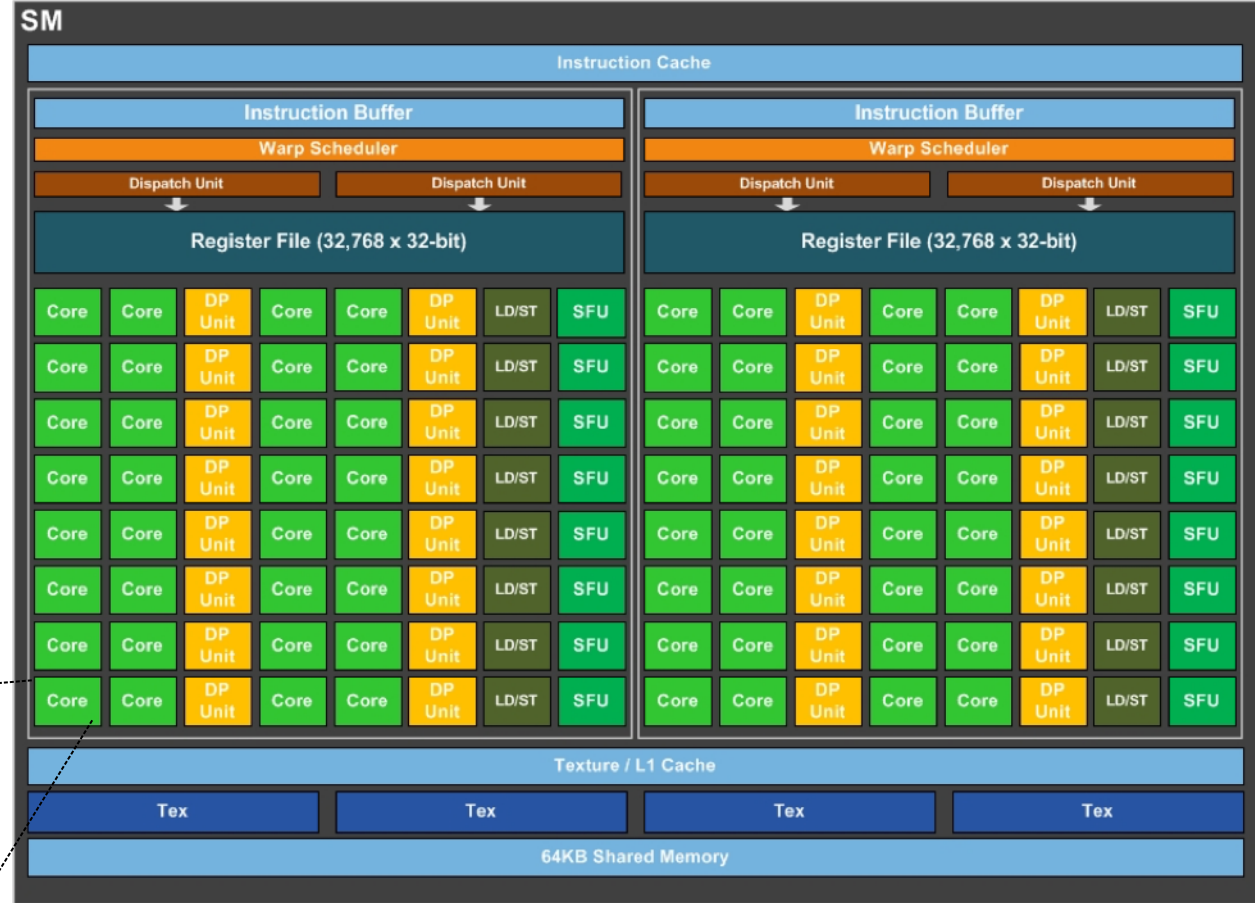 SM
Instruction Cache
Instruction Buffer Instruction Buffer
Warp Scheduler Warp Scheduler
Dispatch Unit Dispatch Unit Dispatch Unit Dispatch Unit
Register File (32,768 x 32-bit) Register File (32,768 x 32-bit)
Core Core DP Unit Core Core DP Unit LD/ST SFU Core Core DP Unit Core Core DP Unit LD/ST SFU
Core Core DP Unit Core Core DP Unit LD/ST SFU Core Core DP Unit Core Core DP Unit LD/ST SFU
Core Core DP Unit Core Core DP Unit LD/ST SFU Core Core DP Unit Core Core DP Unit LD/ST SFU
Core Core DP Unit Core Core DP Unit LD/ST SFU Core Core DP Unit Core Core DP Unit LD/ST SFU
Core Core DP Unit Core Core DP Unit LD/ST SFU Core Core DP Unit Core Core DP Unit LD/ST SFU
Core Core DP Unit Core Core DP Unit LD/ST SFU Core Core DP Unit Core Core DP Unit LD/ST SFU
Core Core DP Unit Core Core DP Unit LD/ST SFU Core Core DP Unit Core Core DP Unit LD/ST SFU
Core Core DP Unit Core Core DP Unit LD/ST SFU Core Core DP Unit Core Core DP Unit LD/ST SFU
Texture / L1 Cache
Tex Tex Tex Tex
64KB Shared Memory